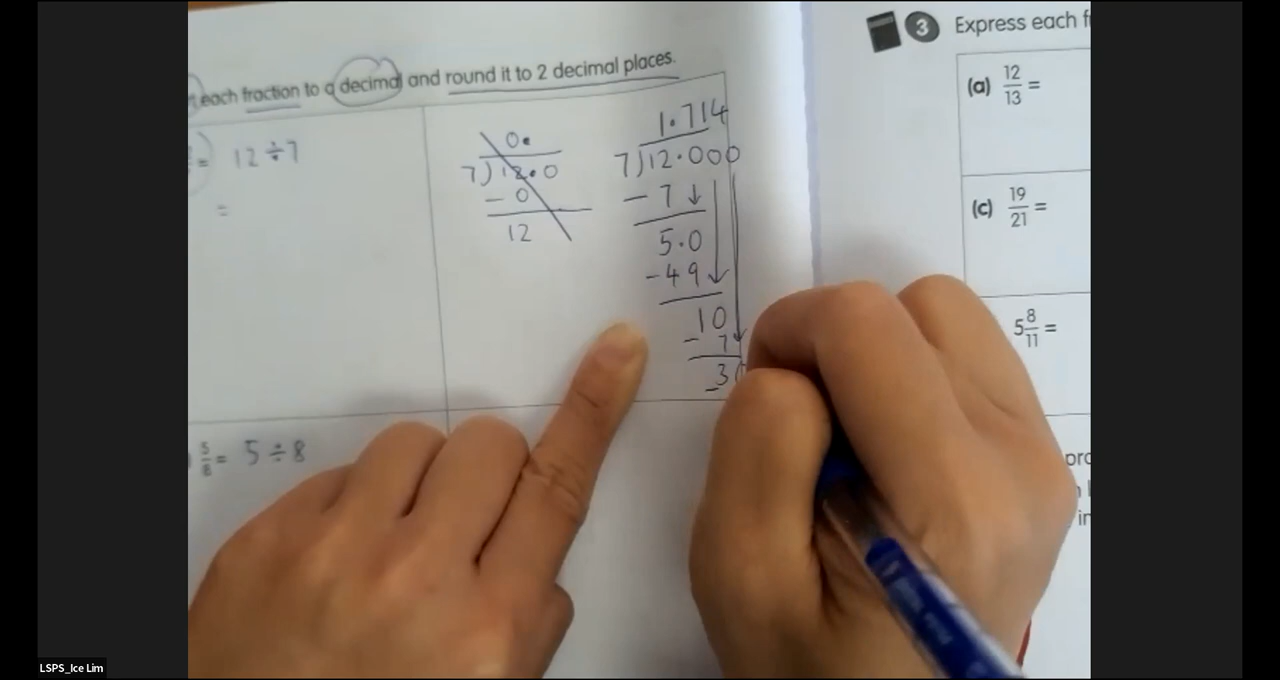 each fraction to a decimal and round it to 2 decimal places.
= 12 ÷ 7
=
0.
7)12.0
- 0
12
1.714
7)12.000
- 7
5.0
- 49
10
- 7
3
5/8 = 5 ÷ 8
3 Express each f
(a) 12/13 =
(c) 19/21 =
5 8/11 =
LSPS_Ice Lim